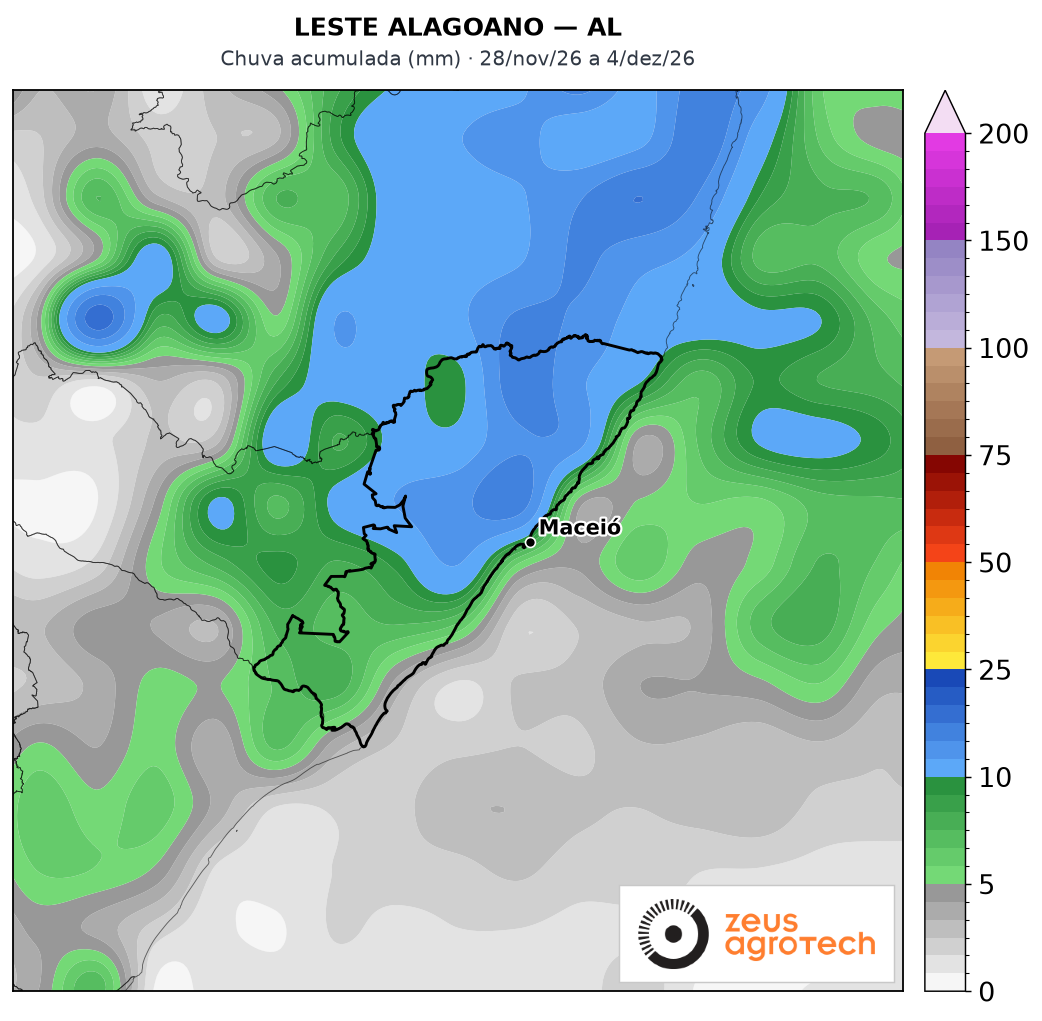 LESTE ALAGOANO — AL
Chuva acumulada (mm) · 28/nov/26 a 4/dez/26
200
150
100
75
50
25
10
5
0
Maceió
zeus
agrotech